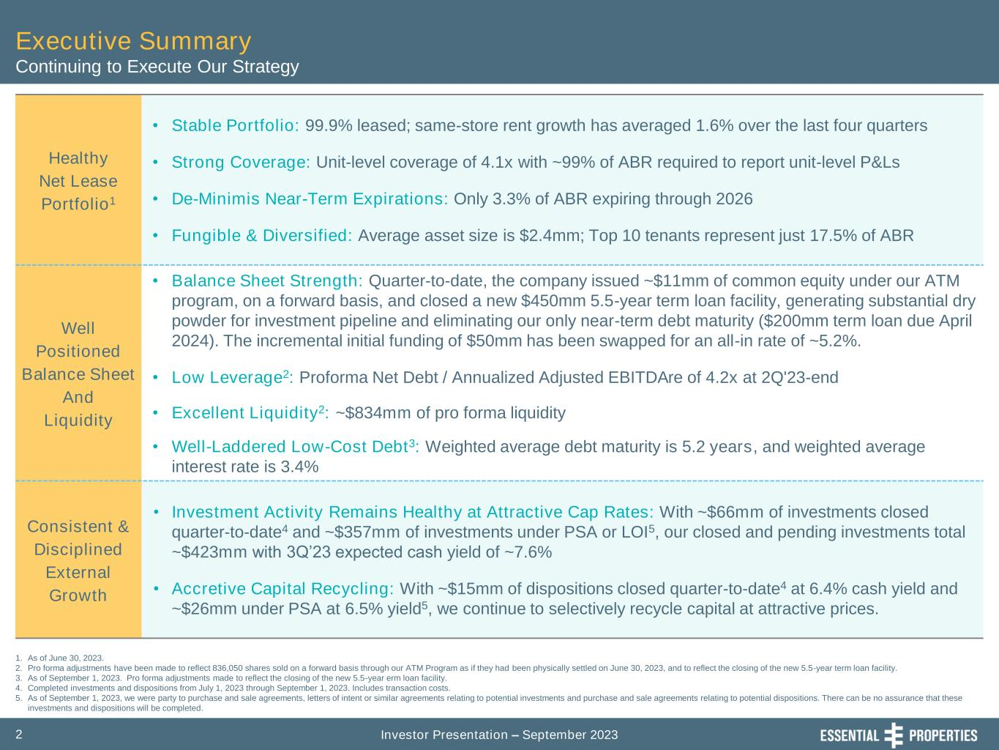 Executive Summary
Continuing to Execute Our Strategy
Healthy
Net Lease
Portfolio1
• Stable Portfolio: 99.9% leased; same-store rent growth has averaged 1.6% over the last four quarters
• Strong Coverage: Unit-level coverage of 4.1x with ~99% of ABR required to report unit-level P&Ls
• De-Minimis Near-Term Expirations: Only 3.3% of ABR expiring through 2026
• Fungible & Diversified: Average asset size is $2.4mm; Top 10 tenants represent just 17.5% of ABR
Well
Positioned
Balance Sheet
And
Liquidity
• Balance Sheet Strength: Quarter-to-date, the company issued ~$11mm of common equity under our ATM
program, on a forward basis, and closed a new $450mm 5.5-year term loan facility, generating substantial dry
powder for investment pipeline and eliminating our only near-term debt maturity ($200mm term loan due April
2024). The incremental initial funding of $50mm has been swapped for an all-in rate of ~5.2%.
• Low Leverage2: Proforma Net Debt / Annualized Adjusted EBITDAre of 4.2x at 2Q'23-end
• Excellent Liquidity2: ~$834mm of pro forma liquidity
• Well-Laddered Low-Cost Debt3: Weighted average debt maturity is 5.2 years, and weighted average
interest rate is 3.4%
Consistent &
Disciplined
External
Growth
• Investment Activity Remains Healthy at Attractive Cap Rates: With ~$66mm of investments closed
quarter-to-date4 and ~$357mm of investments under PSA or LOI5, our closed and pending investments total
~$423mm with 3Q’23 expected cash yield of ~7.6%
• Accretive Capital Recycling: With ~$15mm of dispositions closed quarter-to-date4 at 6.4% cash yield and
~$26mm under PSA at 6.5% yield5, we continue to selectively recycle capital at attractive prices.
1. As of June 30, 2023.
2. Pro forma adjustments have been made to reflect 836,050 shares sold on a forward basis through our ATM Program as if they had been physically settled on June 30, 2023, and to reflect the closing of the new 5.5-year term loan facility.
3. As of September 1, 2023. Pro forma adjustments made to reflect the closing of the new 5.5-year erm loan facility.
4. Completed investments and dispositions from July 1, 2023 through September 1, 2023. Includes transaction costs.
5. As of September 1, 2023, we were party to purchase and sale agreements, letters of intent or similar agreements relating to potential investments and purchase and sale agreements relating to potential dispositions. There can be no assurance that these
investments and dispositions will be completed.
2
Investor Presentation – September 2023
ESSENTIAL PROPERTIES